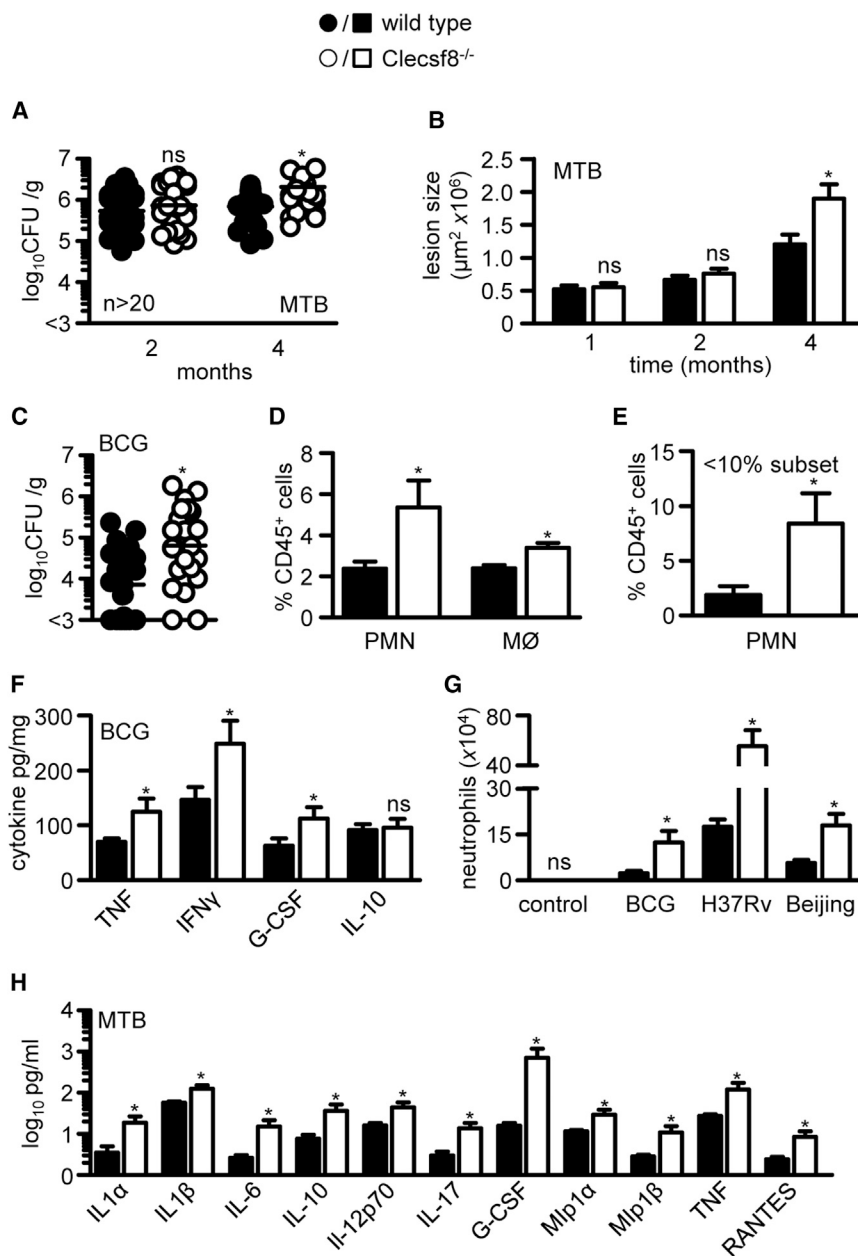 ●/■ wild type
○/□ Clecsf8-/-
A
7
6
5
4
<3
log10CFU /g
ns
*
n>20
MTB
2
4
months
B
MTB
2.5
2.0
1.5
1.0
0.5
0
lesion size
(µm2 x106)
ns
ns
*
1
2
4
time (months)
C
BCG
7
6
5
4
<3
log10CFU /g
*
D
8
6
4
2
0
% CD45+ cells
*
*
PMN
MØ
E
15
10
5
0
% CD45+ cells
<10% subset
*
PMN
F
BCG
300
200
100
0
cytokine pg/mg
*
*
*
ns
TNF
IFNγ
G-CSF
IL-10
G
80
40
30
15
0
neutrophils (x104)
ns
*
*
*
control
BCG
H37Rv
Beijing
H
MTB
4
3
2
1
0
log10 pg/ml
*
*
*
*
*
*
*
*
*
*
*
IL1α
IL1β
IL-6
IL-10
Il-12p70
IL-17
G-CSF
MIp1α
MIp1β
TNF
RANTES